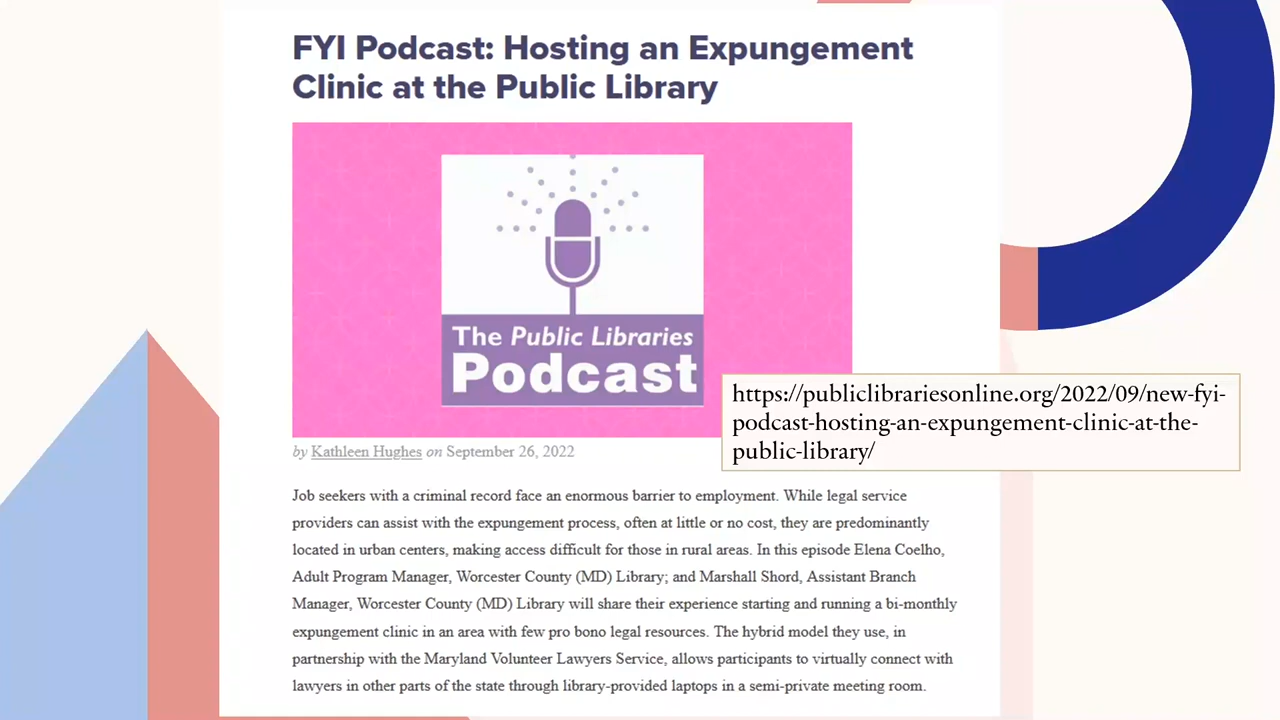 FYI Podcast: Hosting an Expungement
Clinic at the Public Library
The Public Libraries
Podcast
https://publiclibrariesonline.org/2022/09/new-fyi-
podcast-hosting-an-expungement-clinic-at-the-
public-library/
by Kathleen Hughes on September 26, 2022
Job seekers with a criminal record face an enormous barrier to employment. While legal service
providers can assist with the expungement process, often at little or no cost, they are predominantly
located in urban centers, making access difficult for those in rural areas. In this episode Elena Coelho,
Adult Program Manager, Worcester County (MD) Library; and Marshall Shord, Assistant Branch
Manager, Worcester County (MD) Library will share their experience starting and running a bi-monthly
expungement clinic in an area with few pro bono legal resources. The hybrid model they use, in
partnership with the Maryland Volunteer Lawyers Service, allows participants to virtually connect with
lawyers in other parts of the state through library-provided laptops in a semi-private meeting room.